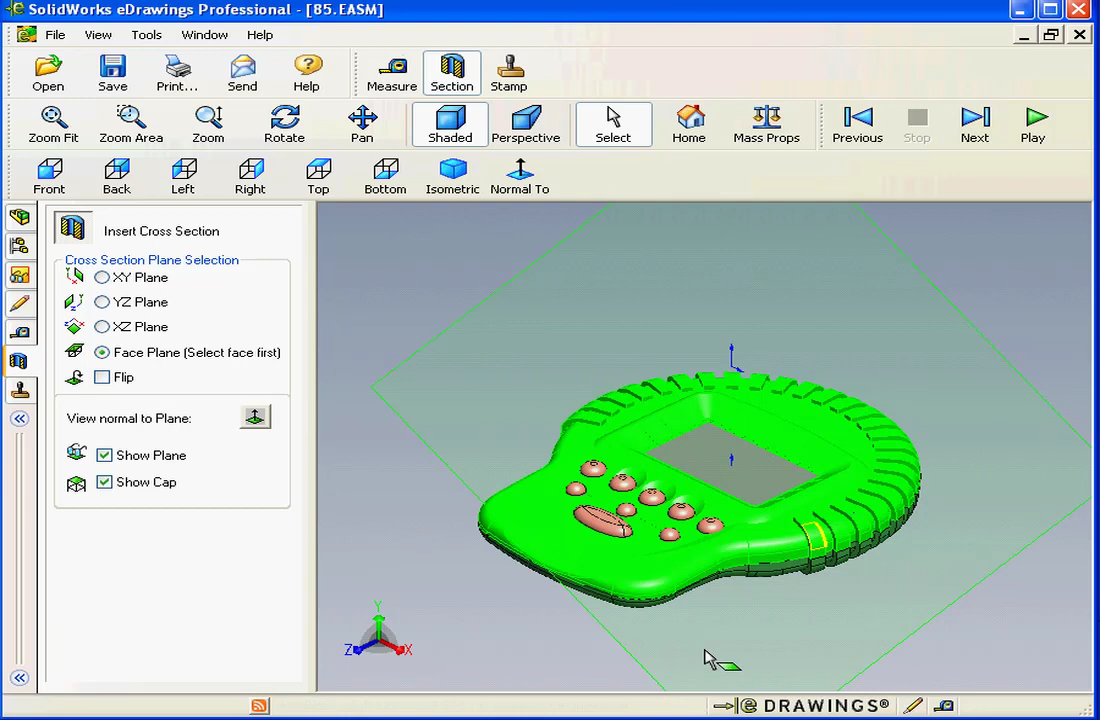 SolidWorks eDrawings Professional - [85.EASM]
File View Tools Window Help
Open Save Print... Send Help Measure Section Stamp
Zoom Fit Zoom Area Zoom Rotate Pan Shaded Perspective Select Home Mass Props Previous Stop Next Play
Front Back Left Right Top Bottom Isometric Normal To
Insert Cross Section
Cross Section Plane Selection
XY Plane
YZ Plane
XZ Plane
Face Plane (Select face first)
Flip
View normal to Plane:
Show Plane
Show Cap
Y
Z X
e DRAWINGS®